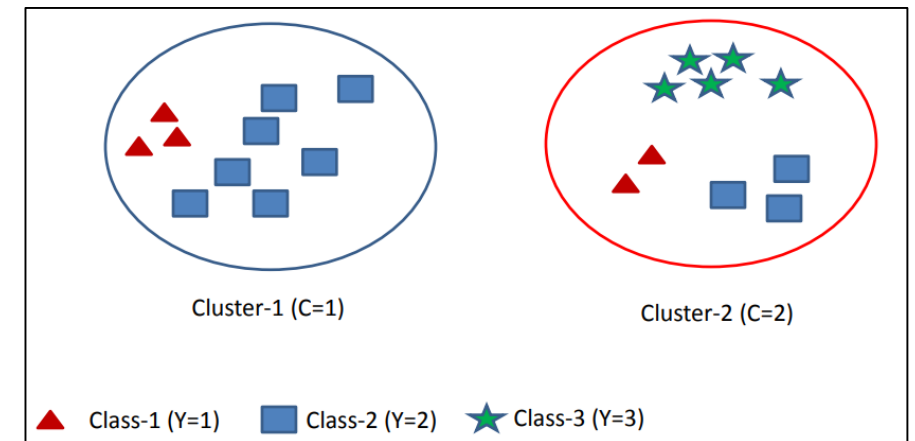 Cluster-1 (C=1)
Cluster-2 (C=2)
Class-1 (Y=1) Class-2 (Y=2) Class-3 (Y=3)